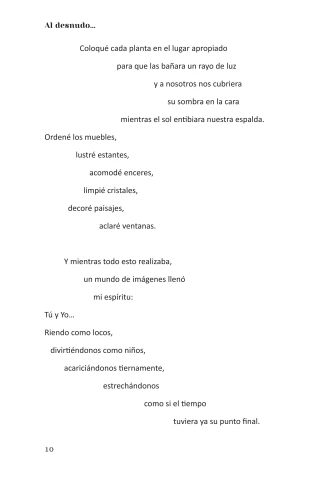 Al desnudo...
Coloqué cada planta en el lugar apropiado
para que las bañara un rayo de luz
y a nosotros nos cubriera
su sombra en la cara
mientras el sol entibiara nuestra espalda.
Ordené los muebles,
lustré estantes,
acomodé enceres,
limpié cristales,
decoré paisajes,
aclaré ventanas.
Y mientras todo esto realizaba,
un mundo de imágenes llenó
mi espíritu:
Tú y Yo...
Riendo como locos,
divirtiéndonos como niños,
acariciándonos tiernamente,
estrechándonos
como si el tiempo
tuviera ya su punto final.
10